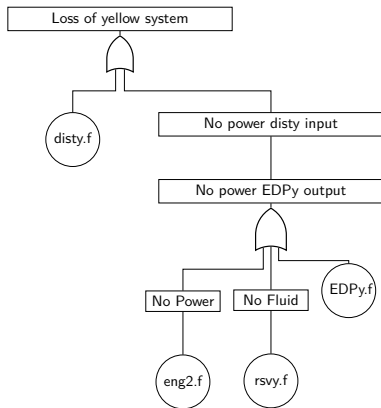 Loss of yellow system
disty.f
No power disty input
No power EDPy output
No Power
No Fluid
EDPy.f
eng2.f
rsvy.f